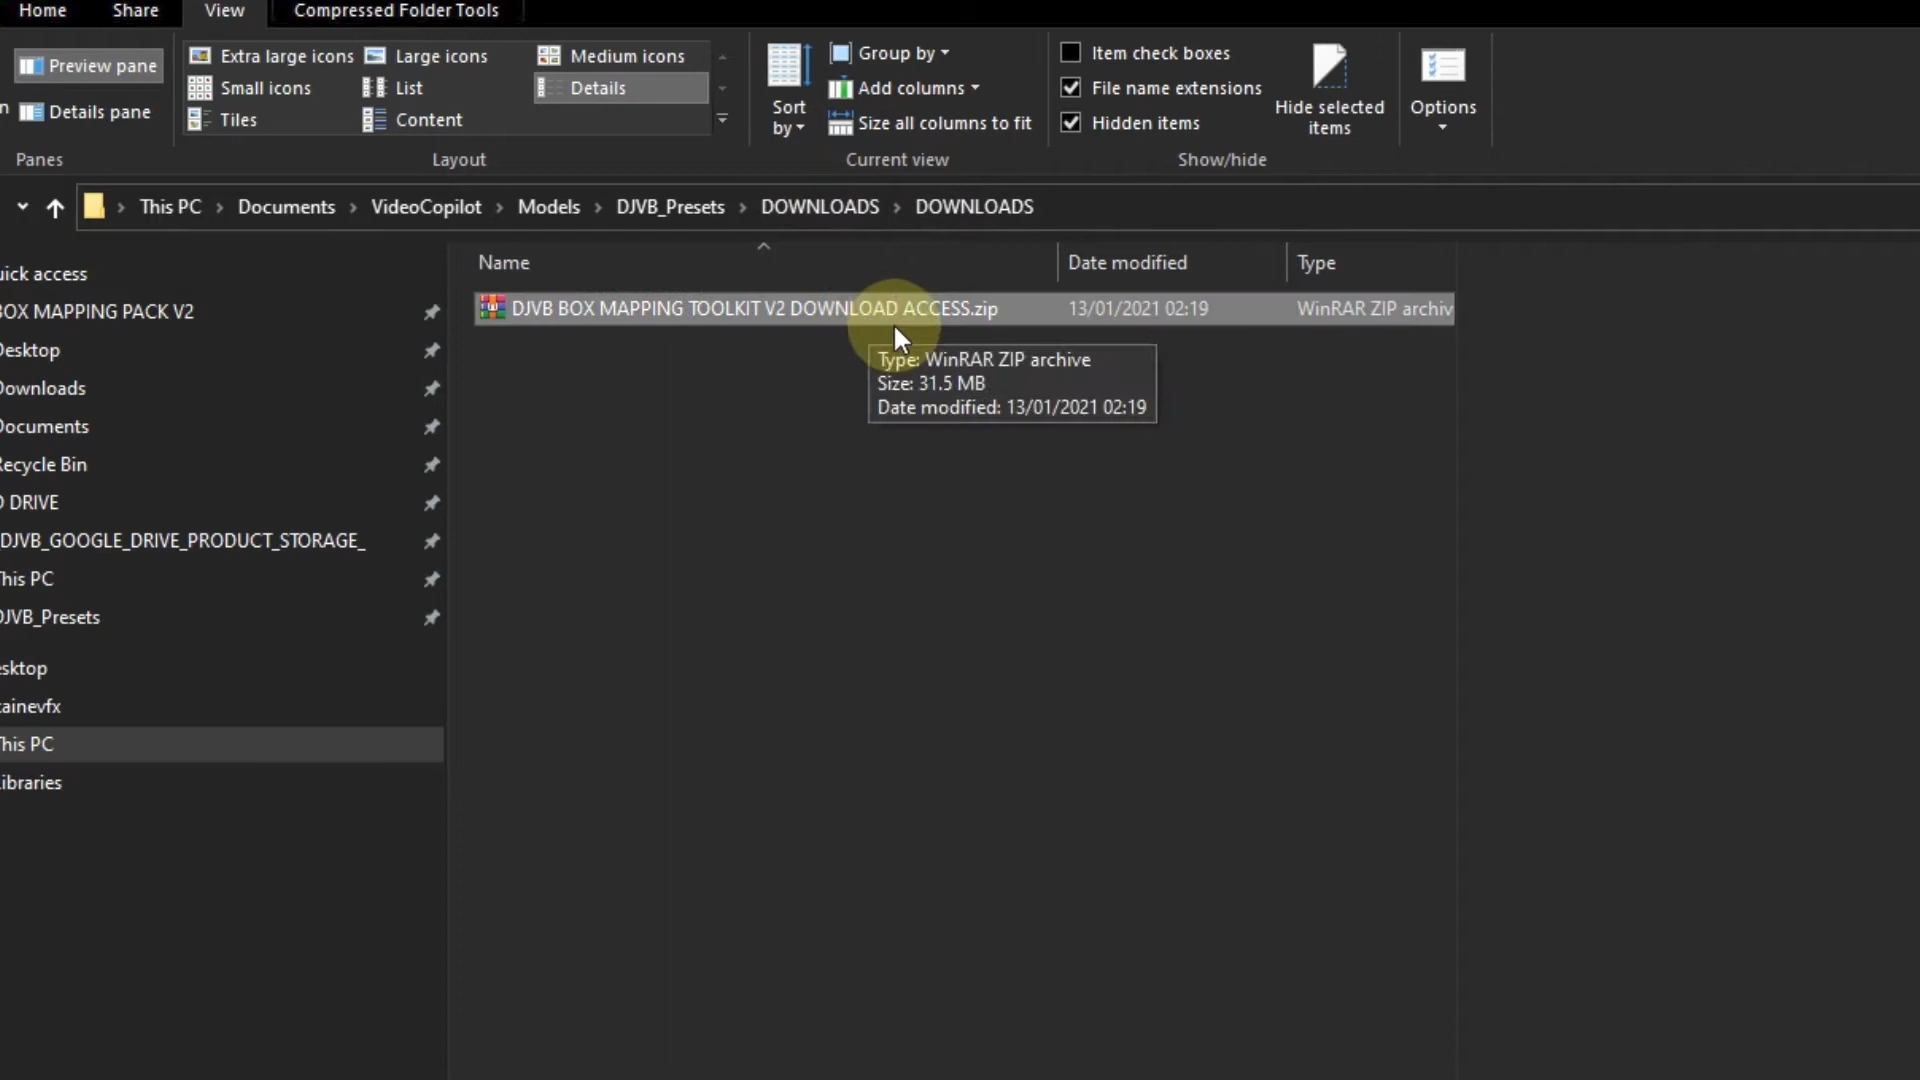 Home Share View Compressed Folder Tools
Preview pane
Details pane
Panes
Extra large icons Large icons Medium icons
Small icons List Details
Tiles Content
Layout
Sort by
Group by
Add columns
Size all columns to fit
Current view
Item check boxes
File name extensions
Hidden items
Hide selected items
Show/hide
Options
This PC > Documents > VideoCopilot > Models > DJVB_Presets > DOWNLOADS > DOWNLOADS
Name Date modified Type
DJVB BOX MAPPING TOOLKIT V2 DOWNLOAD ACCESS.zip 13/01/2021 02:19 WinRAR ZIP archiv
Type: WinRAR ZIP archive
Size: 31.5 MB
Date modified: 13/01/2021 02:19
uick access
BOX MAPPING PACK V2
Desktop
Downloads
Documents
Recycle Bin
D DRIVE
DJVB_GOOGLE_DRIVE_PRODUCT_STORAGE_
This PC
DJVB_Presets
esktop
ainevfx
This PC
ibraries